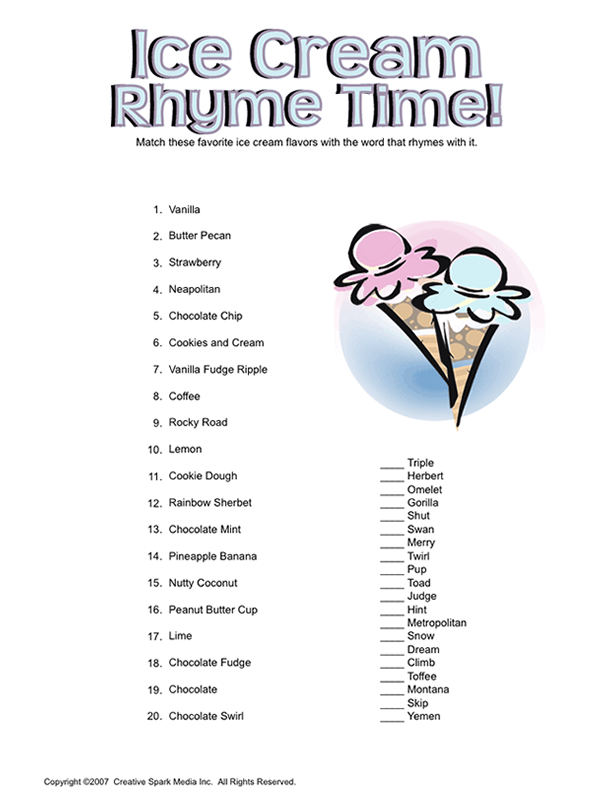 Ice Cream
Rhyme Time!
Match these favorite ice cream flavors with the word that rhymes with it.
1. Vanilla
2. Butter Pecan
3. Strawberry
4. Neapolitan
5. Chocolate Chip
6. Cookies and Cream
7. Vanilla Fudge Ripple
8. Coffee
9. Rocky Road
10. Lemon
11. Cookie Dough
12. Rainbow Sherbet
13. Chocolate Mint
14. Pineapple Banana
15. Nutty Coconut
16. Peanut Butter Cup
17. Lime
18. Chocolate Fudge
19. Chocolate
20. Chocolate Swirl
____ Triple
____ Herbert
____ Omelet
____ Gorilla
____ Shut
____ Swan
____ Merry
____ Twirl
____ Pup
____ Toad
____ Judge
____ Hint
____ Metropolitan
____ Snow
____ Dream
____ Climb
____ Toffee
____ Montana
____ Skip
____ Yemen
Copyright ©2007 Creative Spark Media Inc. All Rights Reserved.